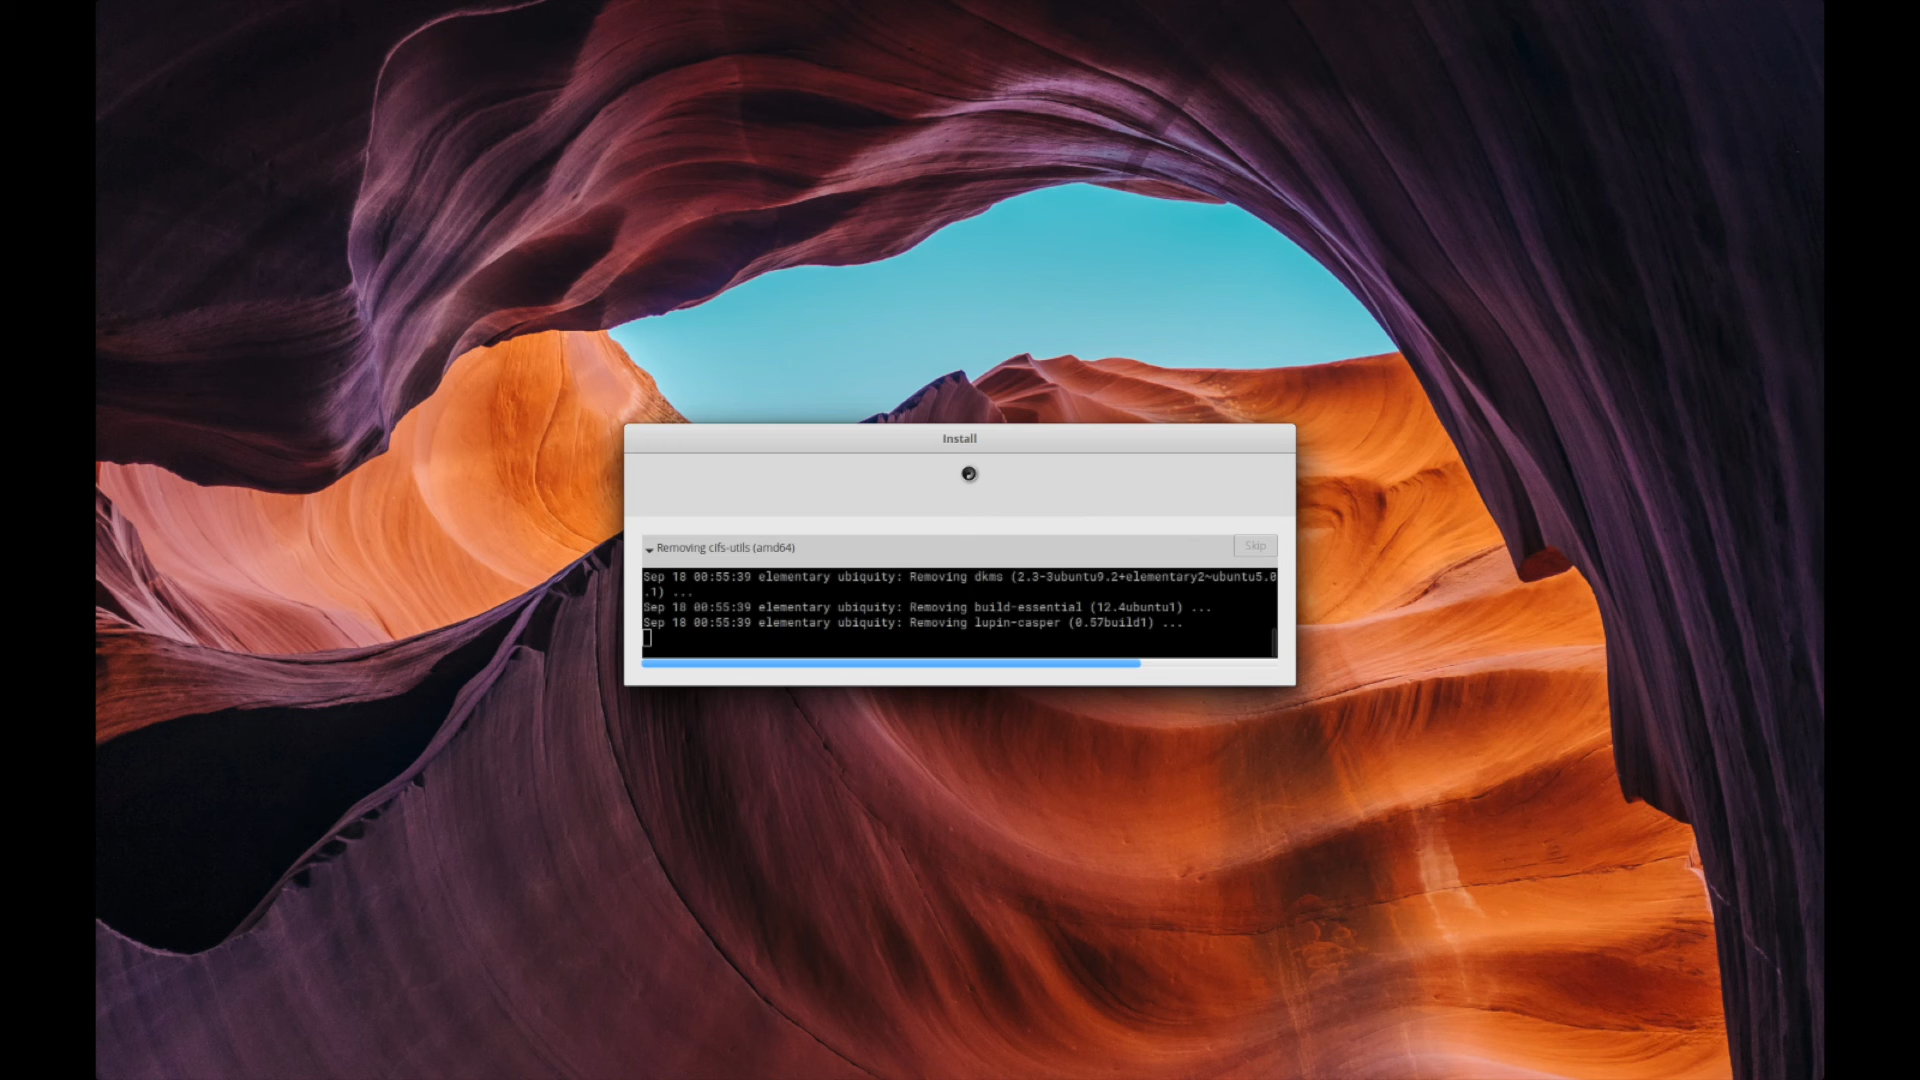 Install
Removing cifs-utils (amd64)
Skip
Sep 18 00:55:39 elementary ubiquity: Removing dkms (2.3-3ubuntu9.2+elementary2~ubuntu5.0
.1) ...
Sep 18 00:55:39 elementary ubiquity: Removing build-essential (12.4ubuntu1) ...
Sep 18 00:55:39 elementary ubiquity: Removing lupin-casper (0.57build1) ...